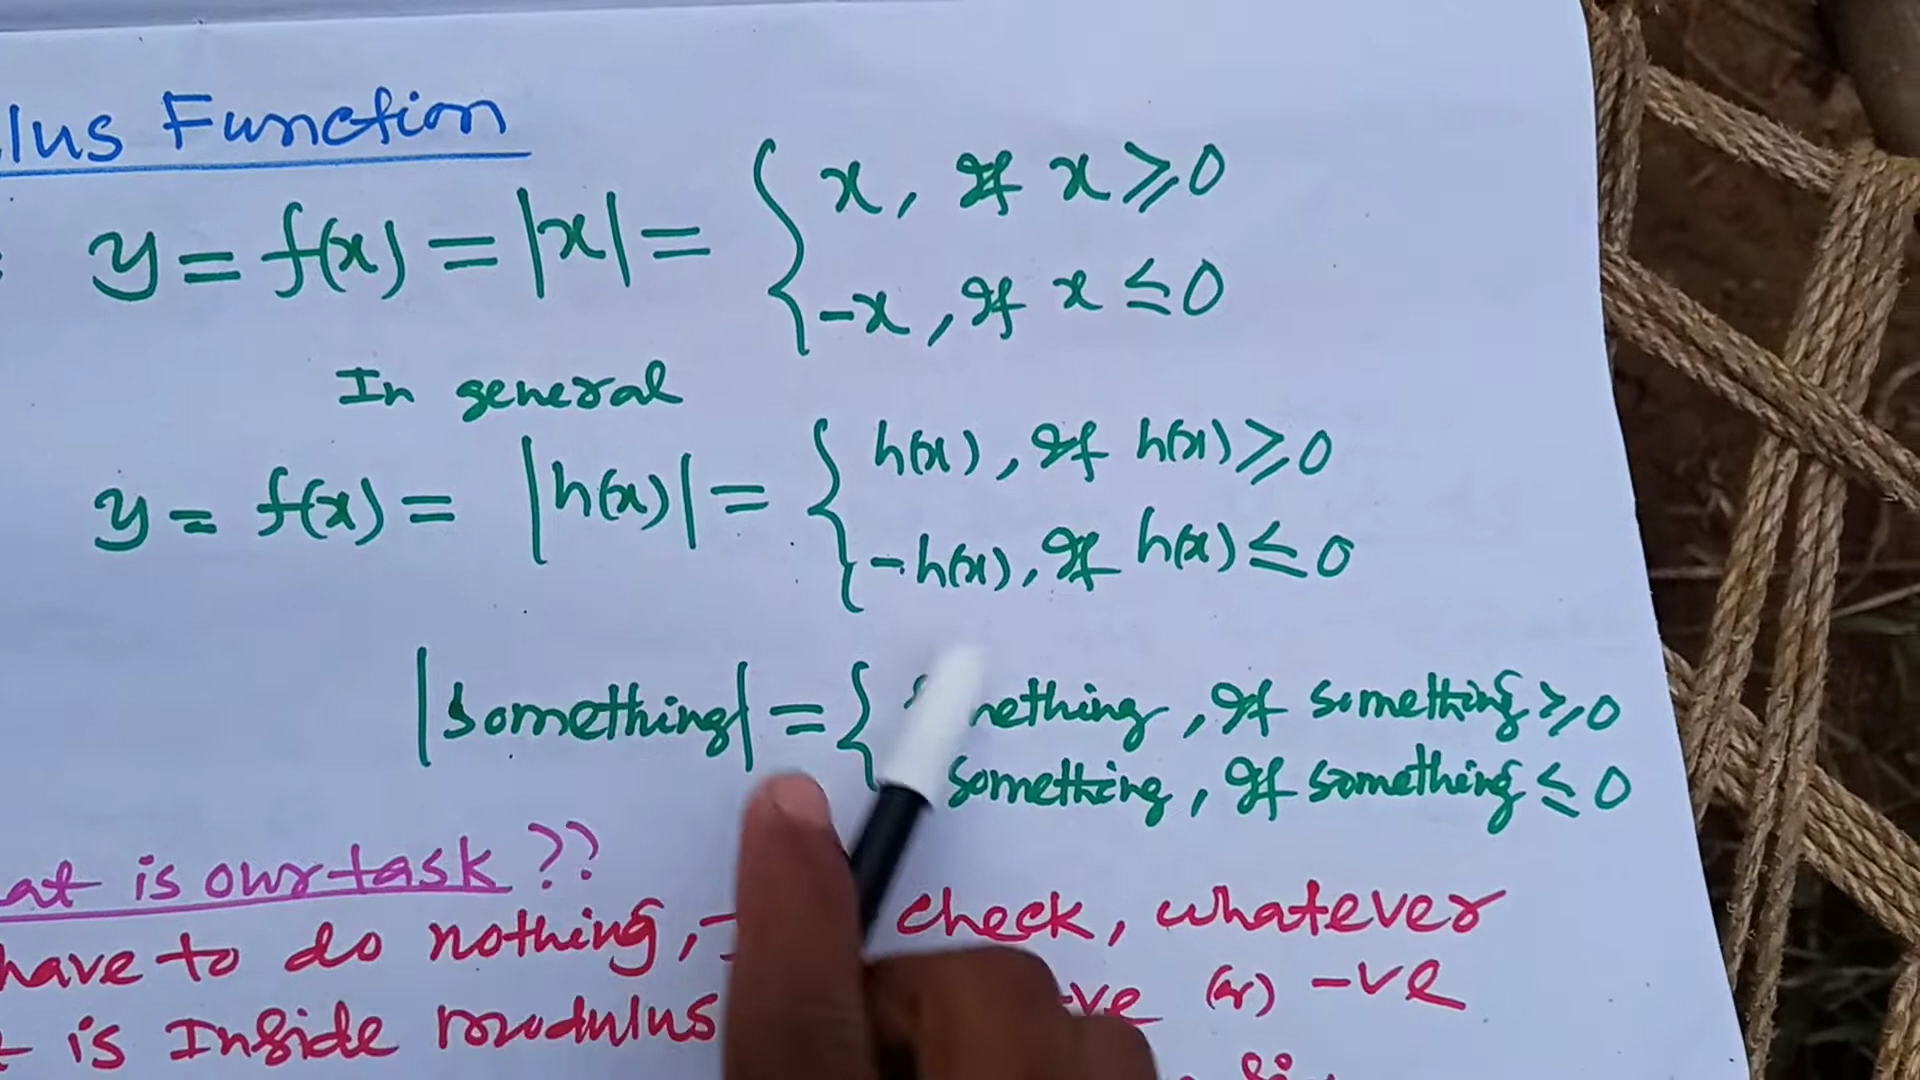 lus Function
y = f(x) = |x| = { x, If x ≥ 0
-x, If x ≤ 0
In general
y = f(x) = |h(x)| = { h(x), If h(x) ≥ 0
-h(x), If h(x) ≤ 0
|something| = { nething, If something ≥ 0
something, If something ≤ 0
at is our task ??
have to do nothing, check, whatever
is Inside modulus ve (or) -ve